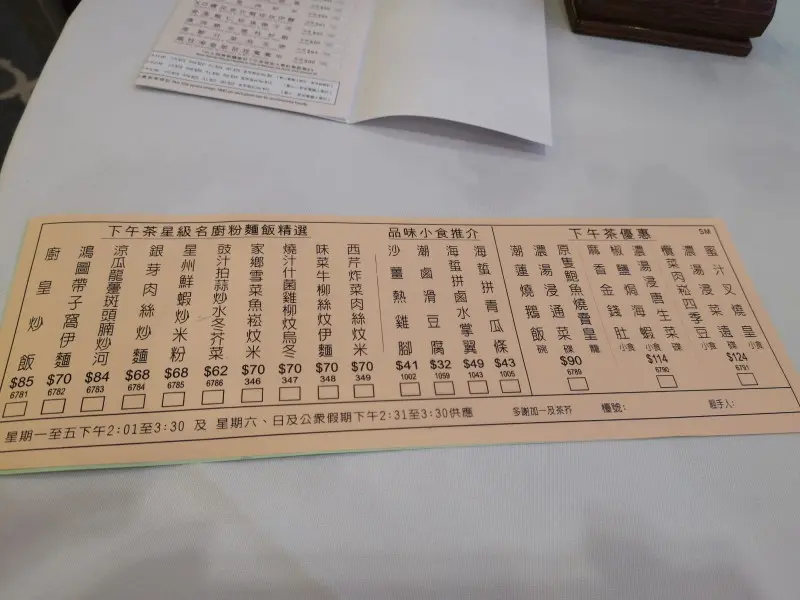 下午茶星級名廚粉麵飯精選
廚皇炒飯
$85
6781
鴻圖帶子窩伊麵
$70
6782
涼瓜龍躉斑頭腩炒河
$84
6783
銀芽肉絲炒麵
$68
6784
星州鮮蝦炒米粉
$68
6785
豉汁拍蒜炒水冬芥菜
$62
6786
家鄉雪菜魚崧炆米
$70
346
燒汁什菌雞柳炆烏冬
$70
347
味菜牛柳絲炆伊麵
$70
348
西芹炸菜肉絲炆米
$70
349
品味小食推介
沙薑熱雞腳
$41
1002
潮鹵滑豆腐
$32
1059
海蜇拼鹵水掌翼
$49
1043
海蜇拼青瓜條
$43
1005
下午茶優惠
SM
潮蓮燒鵝飯 碗
濃湯浸通菜 碟
原隻鮑魚燒賣皇 籠
$90
6789
麻香金錢肚 小食
椒鹽焗海蝦 小食
濃湯浸唐生菜 碟
$114
6790
欖菜肉崧四季豆 小食
濃湯浸菜遠 碟
蜜汁叉燒皇 小食
$124
6791
星期一至五下午2:01至3:30 及 星期六、日及公眾假期下午2:31至3:30供應
多謝加一及茶芥
檯號:
經手人: